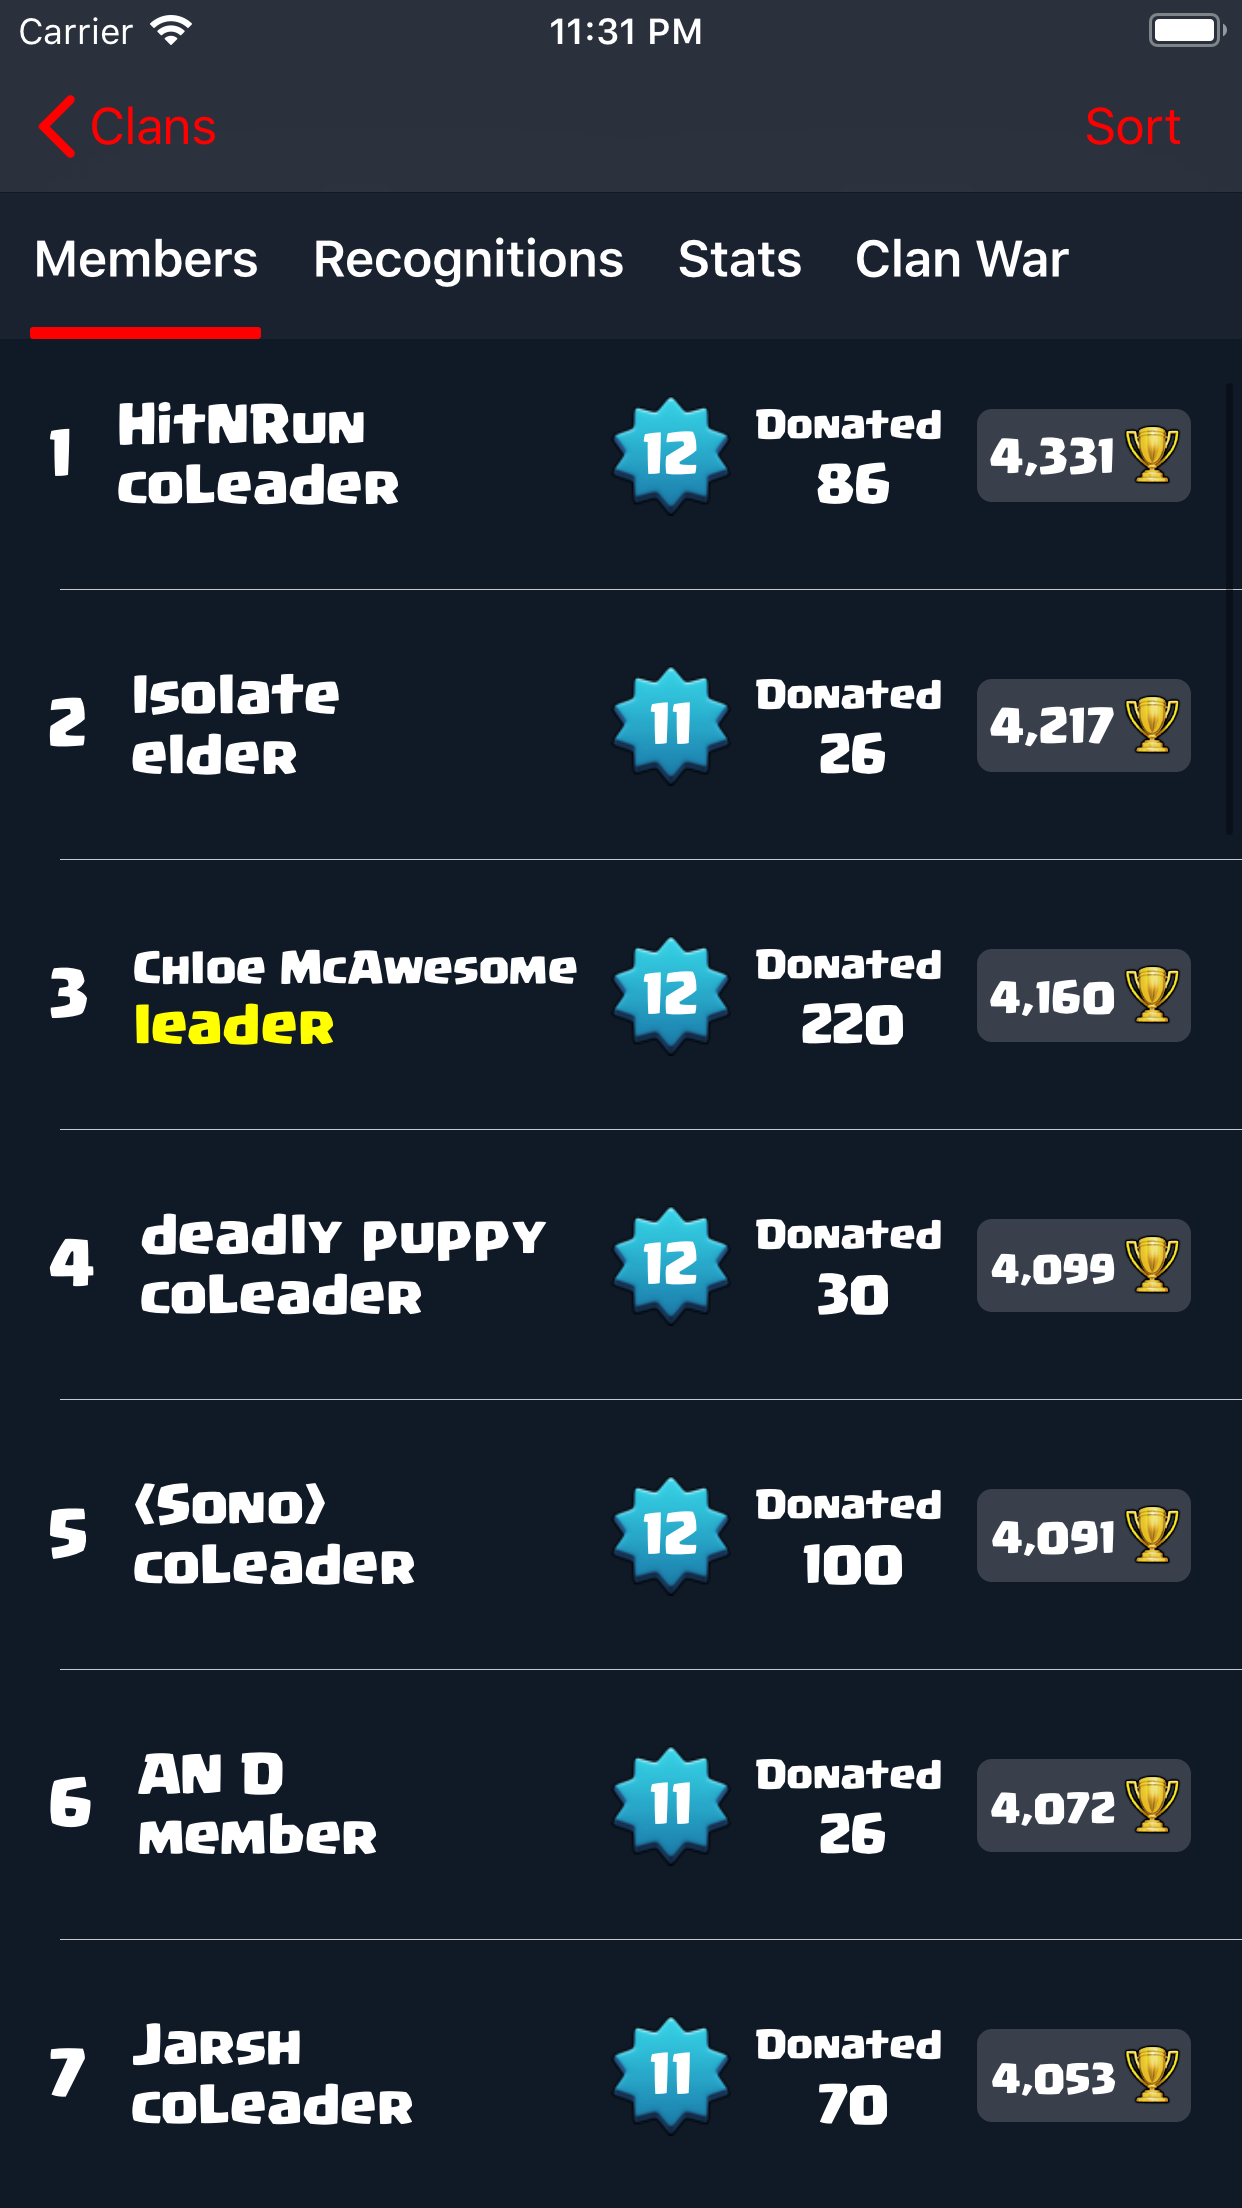 Carrier 11:31 PM
Clans Sort
Members Recognitions Stats Clan War
1 HitNRun 12 Donated 4,331
coLeader 86
2 Isolate 11 Donated 4,217
elder 26
3 Chloe McAwesome 12 Donated 4,160
leader 220
4 deadly puppy 12 Donated 4,099
coLeader 30
5 《Sono》 12 Donated 4,091
coLeader 100
6 AN D 11 Donated 4,072
member 26
7 Jarsh 11 Donated 4,053
coLeader 70